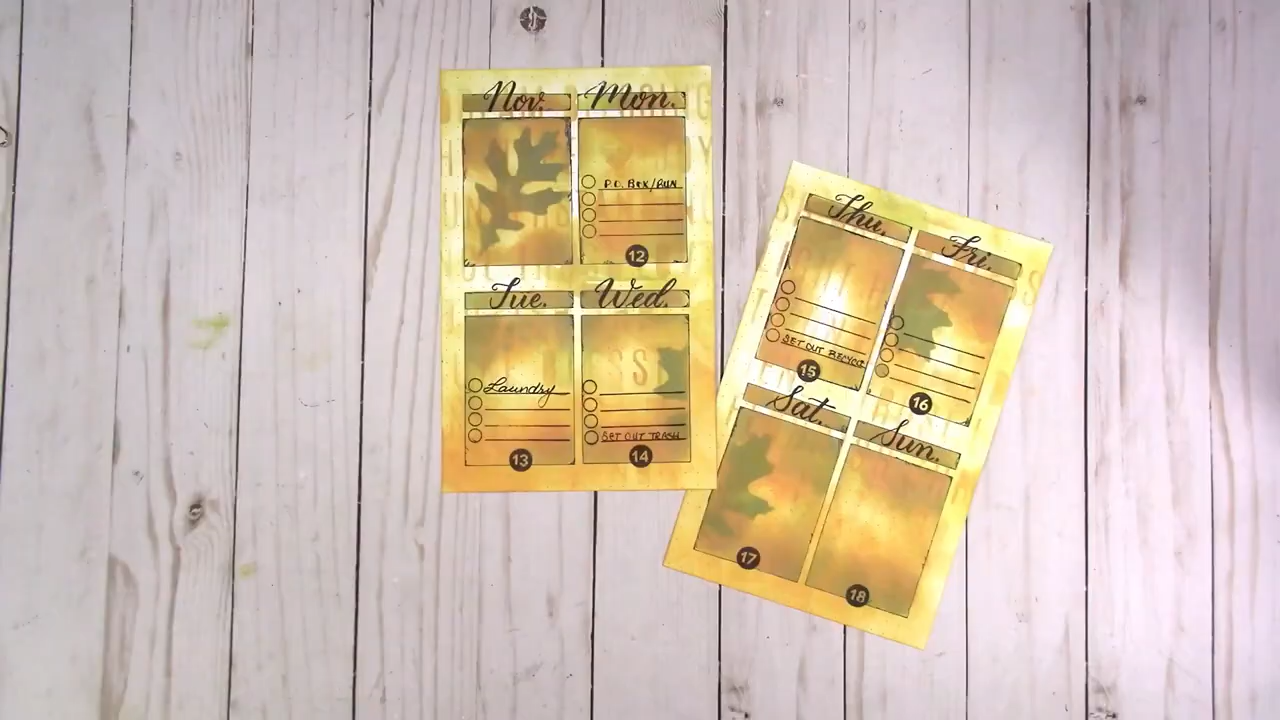 Nov.
Mon.
P.O. BOX/RUN
12
Tue.
Laundry
13
Wed.
SET OUT TRASH
14
Thu.
SET OUT RECYCLE
15
Fri.
16
Sat.
17
Sun.
18